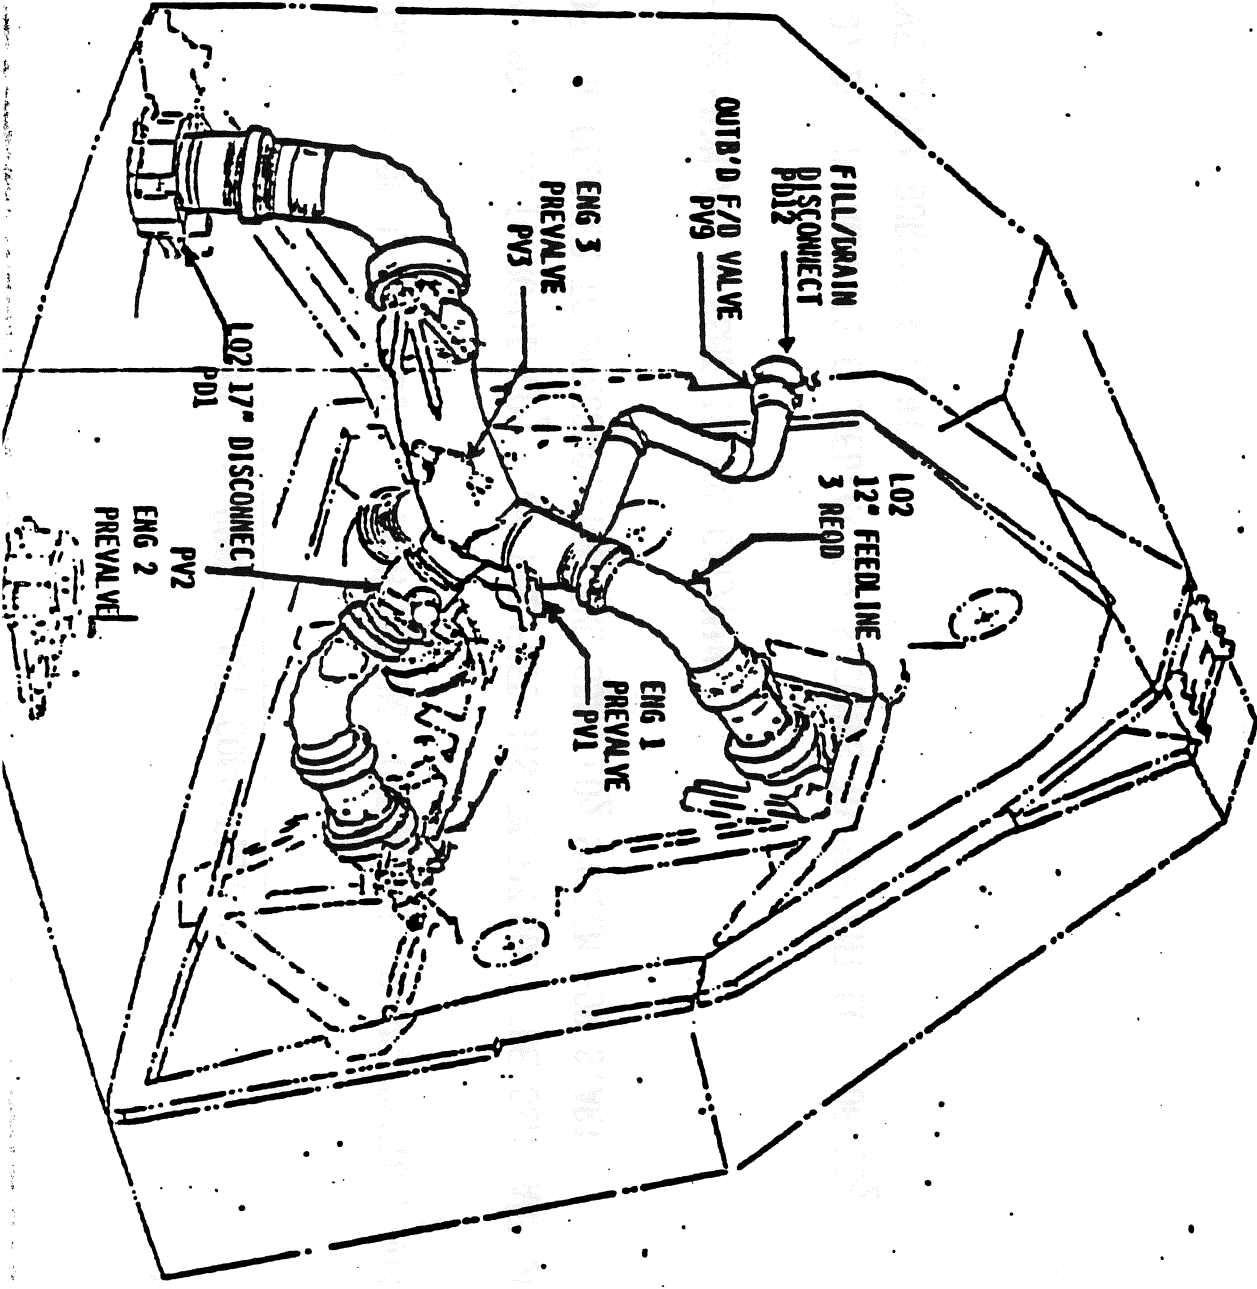 FILL/DRAIN
DISCONNECT
PD12
OUTB'D F/D VALVE
PV9
ENG 3
PREVALVE
PV3
LO2
12" FEEDLINE
3 REQD
LO2 17" DISCONNEC
PD1
PV2
ENG 2
PREVALVE
ENG 1
PREVALVE
PV1